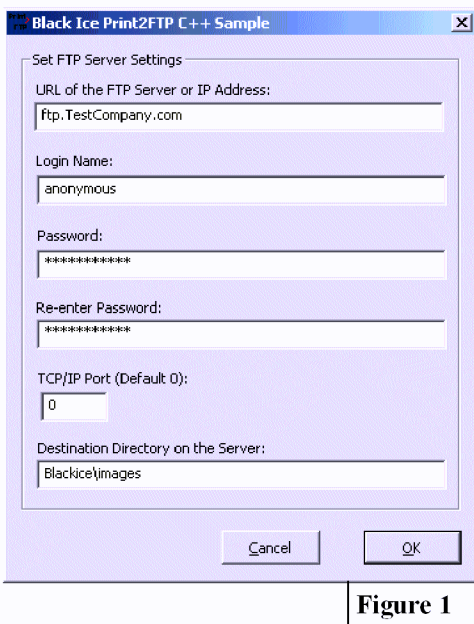 Black Ice Print2FTP C++ Sample
Set FTP Server Settings
URL of the FTP Server or IP Address:
ftp.TestCompany.com
Login Name:
anonymous
Password:
***********
Re-enter Password:
***********
TCP/IP Port (Default 0):
0
Destination Directory on the Server:
Blackice\images
Cancel
OK
Figure 1